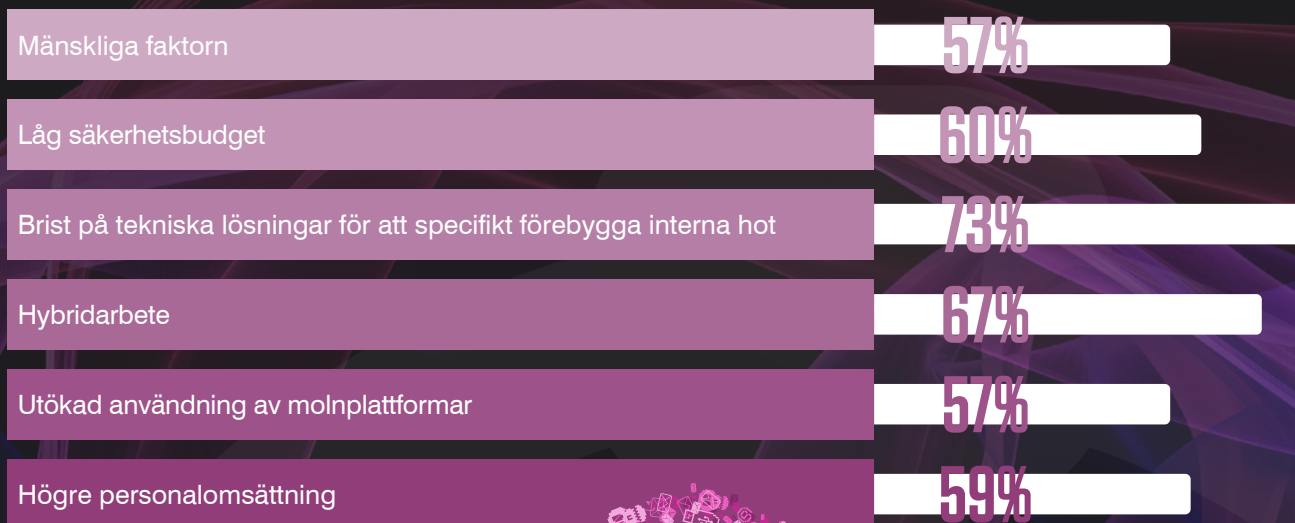 Mänskliga faktorn 57%
Låg säkerhetsbudget 60%
Brist på tekniska lösningar för att specifikt förebygga interna hot 73%
Hybridarbete 67%
Utökad användning av molnplattformar 57%
Högre personalomsättning 59%